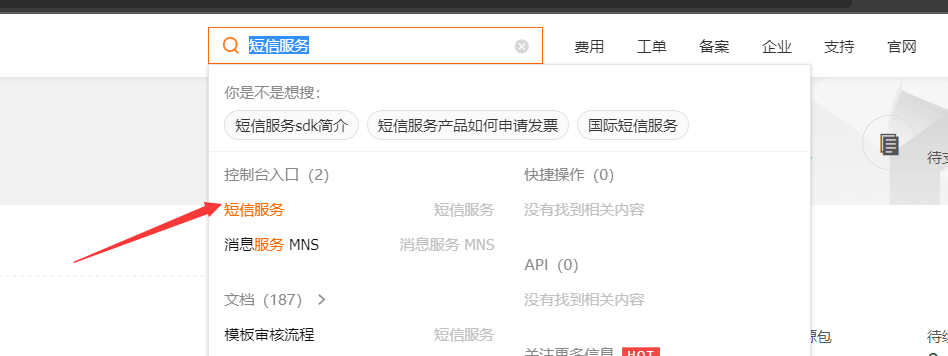 短信服务 费用 工单 备案 企业 支持 官网
你是不是想搜：
短信服务sdk简介 短信服务产品如何申请发票 国际短信服务
待支
控制台入口（2） 快捷操作（0）
短信服务 短信服务 没有找到相关内容
消息服务 MNS 消息服务 MNS
API（0）
文档（187） 没有找到相关内容
模板审核流程 短信服务 源包 待续
关注更多信息 HOT